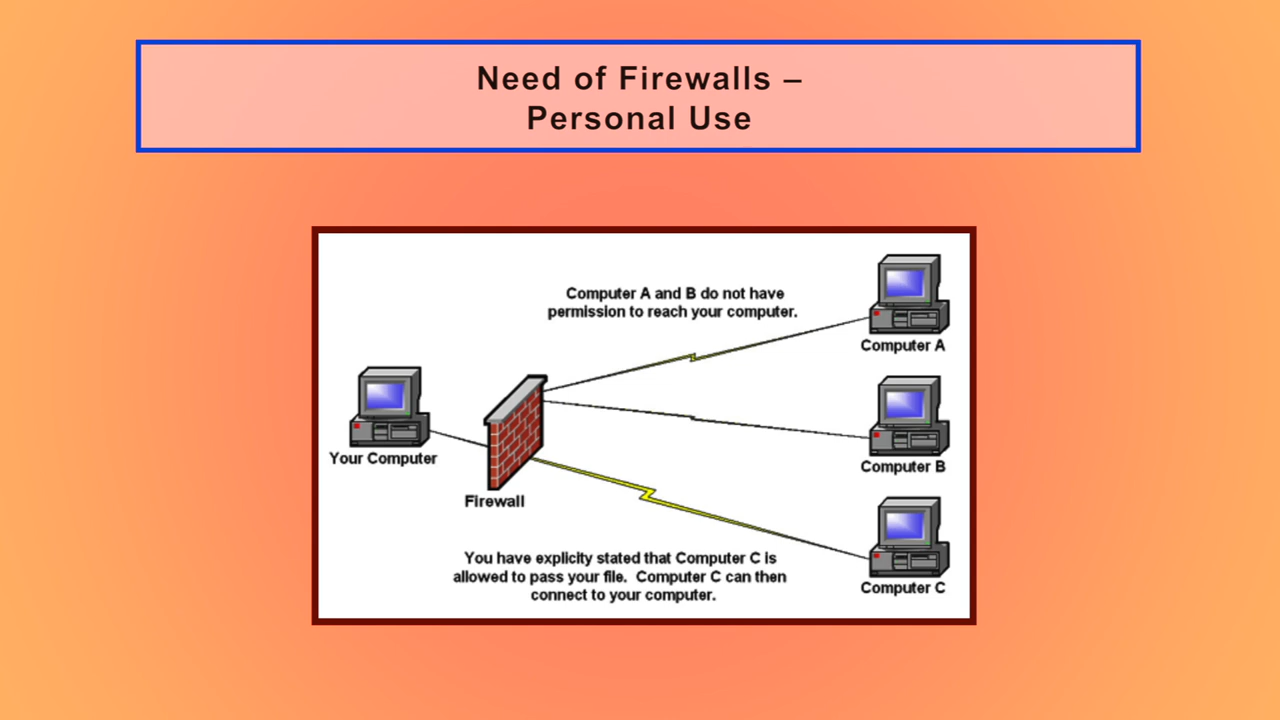 Need of Firewalls –
Personal Use
Computer A and B do not have
permission to reach your computer.
Computer A
Computer B
Your Computer
Firewall
You have explicity stated that Computer C is
allowed to pass your file. Computer C can then
connect to your computer.
Computer C